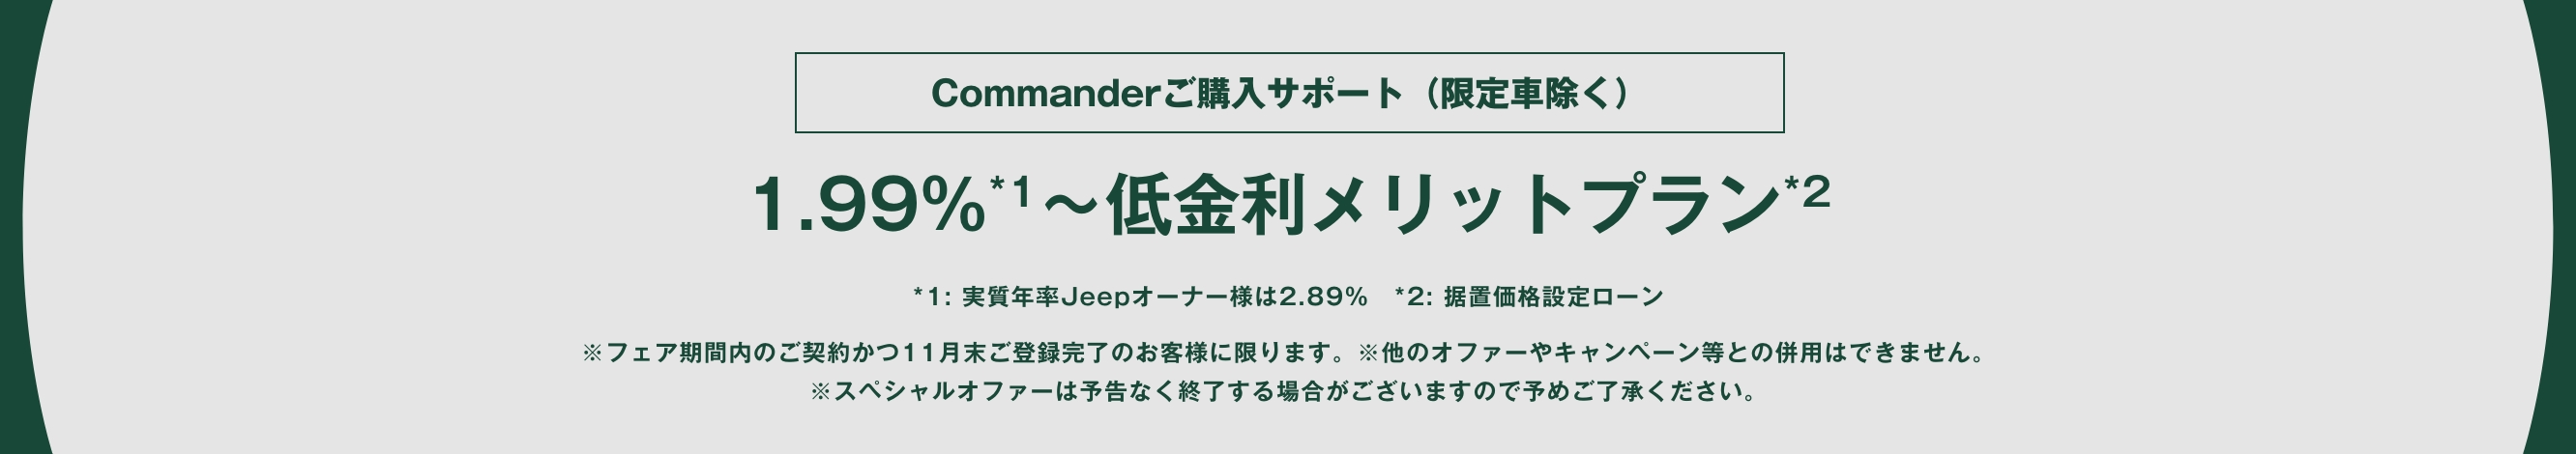 Commanderご購入サポート（限定車除く）
1.99%*1～低金利メリットプラン*2
*1: 実質年率Jeepオーナー様は2.89%　*2: 据置価格設定ローン
※フェア期間内のご契約かつ11月末ご登録完了のお客様に限ります。※他のオファーやキャンペーン等との併用はできません。
※スペシャルオファーは予告なく終了する場合がございますので予めご了承ください。